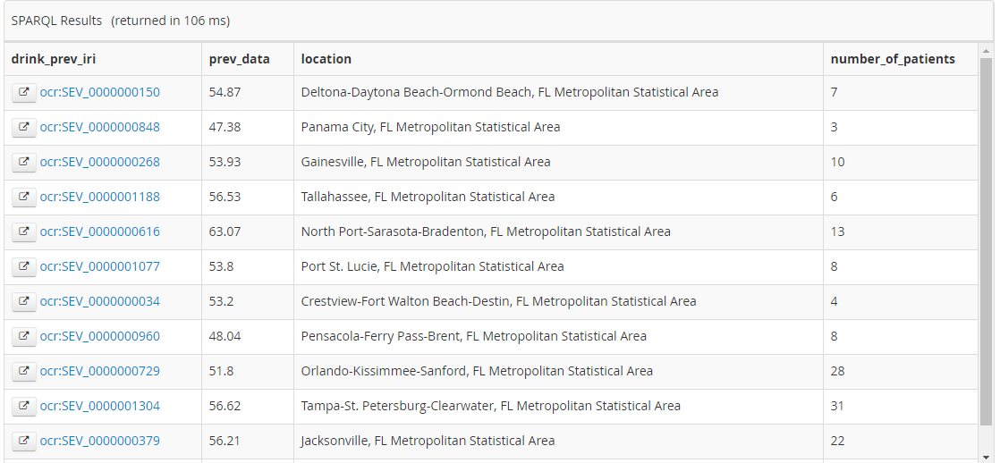 SPARQL Results (returned in 106 ms)
drink_prev_iri prev_data location number_of_patients
ocr:SEV_0000000150 54.87 Deltona-Daytona Beach-Ormond Beach, FL Metropolitan Statistical Area 7
ocr:SEV_0000000848 47.38 Panama City, FL Metropolitan Statistical Area 3
ocr:SEV_0000000268 53.93 Gainesville, FL Metropolitan Statistical Area 10
ocr:SEV_0000001188 56.53 Tallahassee, FL Metropolitan Statistical Area 6
ocr:SEV_0000000616 63.07 North Port-Sarasota-Bradenton, FL Metropolitan Statistical Area 13
ocr:SEV_0000001077 53.8 Port St. Lucie, FL Metropolitan Statistical Area 8
ocr:SEV_0000000034 53.2 Crestview-Fort Walton Beach-Destin, FL Metropolitan Statistical Area 4
ocr:SEV_0000000960 48.04 Pensacola-Ferry Pass-Brent, FL Metropolitan Statistical Area 8
ocr:SEV_0000000729 51.8 Orlando-Kissimmee-Sanford, FL Metropolitan Statistical Area 28
ocr:SEV_0000001304 56.62 Tampa-St. Petersburg-Clearwater, FL Metropolitan Statistical Area 31
ocr:SEV_0000000379 56.21 Jacksonville, FL Metropolitan Statistical Area 22